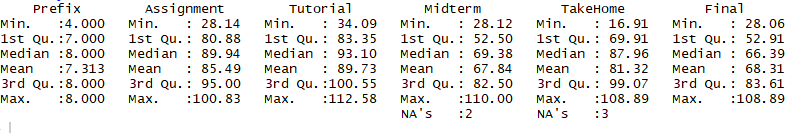 Prefix Assignment Tutorial Midterm TakeHome Final
Min. :4.000 Min. : 28.14 Min. : 34.09 Min. : 28.12 Min. : 16.91 Min. : 28.06
1st Qu.:7.000 1st Qu.: 80.88 1st Qu.: 83.35 1st Qu.: 52.50 1st Qu.: 69.91 1st Qu.: 52.91
Median :8.000 Median : 89.94 Median : 93.10 Median : 69.38 Median : 87.96 Median : 66.39
Mean :7.313 Mean : 85.49 Mean : 89.73 Mean : 67.84 Mean : 81.32 Mean : 68.31
3rd Qu.:8.000 3rd Qu.: 95.00 3rd Qu.:100.55 3rd Qu.: 82.50 3rd Qu.: 99.07 3rd Qu.: 83.61
Max. :8.000 Max. :100.83 Max. :112.58 Max. :110.00 Max. :108.89 Max. :108.89
NA's :2 NA's :3